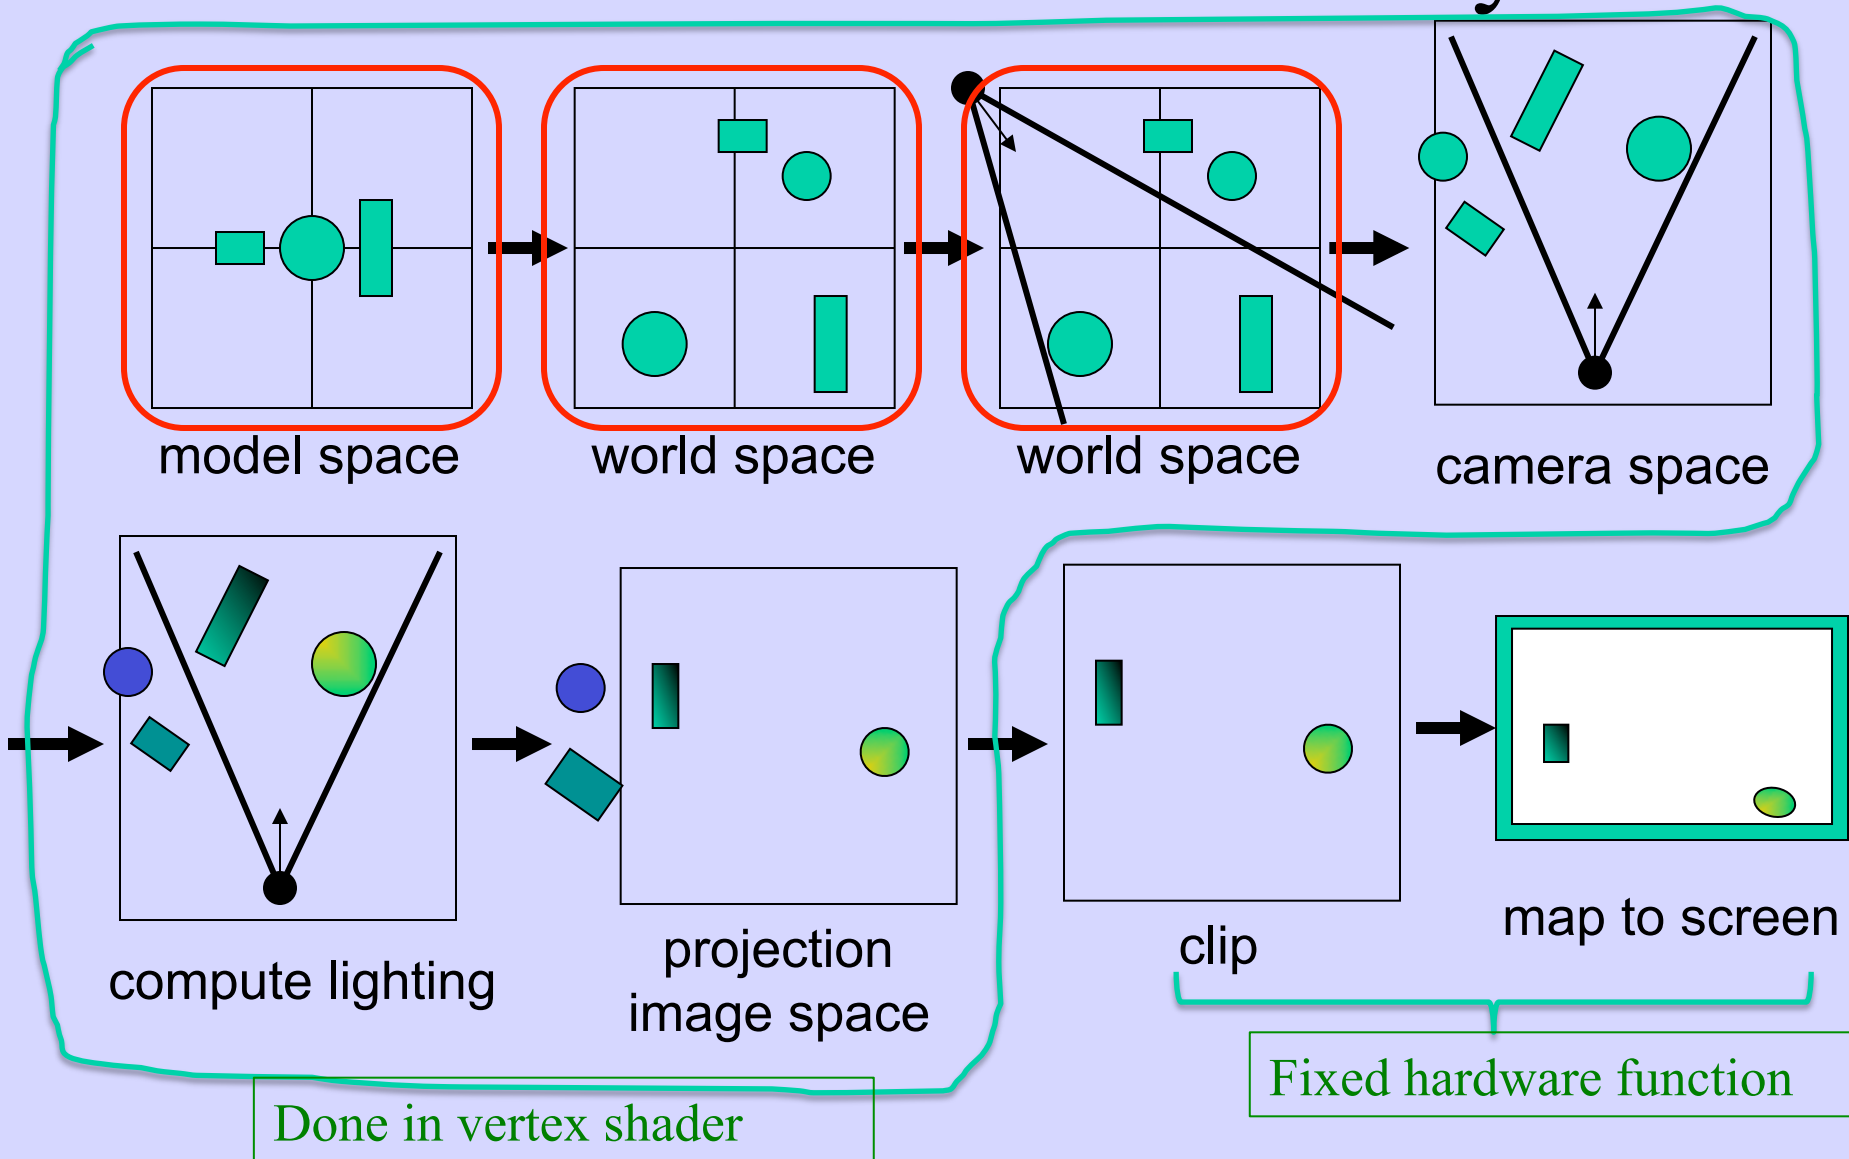 y
model space
world space
world space
camera space
compute lighting
projection
image space
clip
map to screen
Fixed hardware function
Done in vertex shader